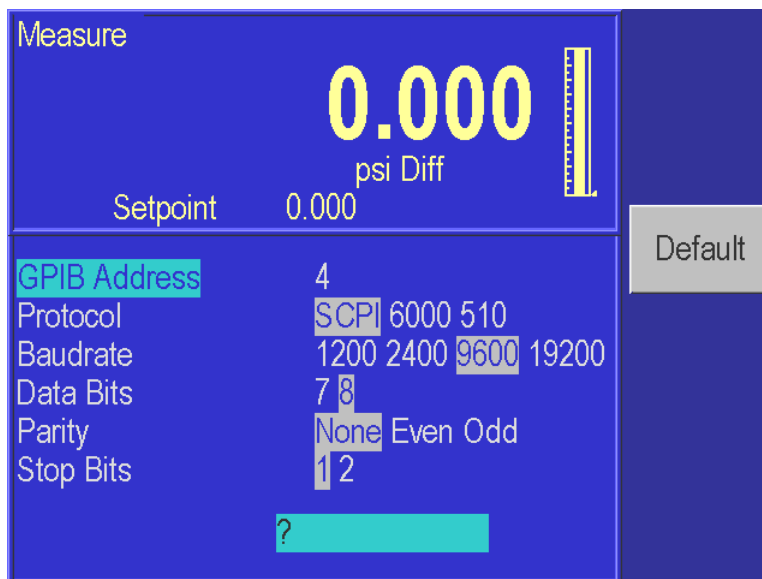 Measure
0.000
psi Diff
Setpoint 0.000
Default
GPIB Address 4
Protocol SCPI 6000 510
Baudrate 1200 2400 9600 19200
Data Bits 7 8
Parity None Even Odd
Stop Bits 1 2
?